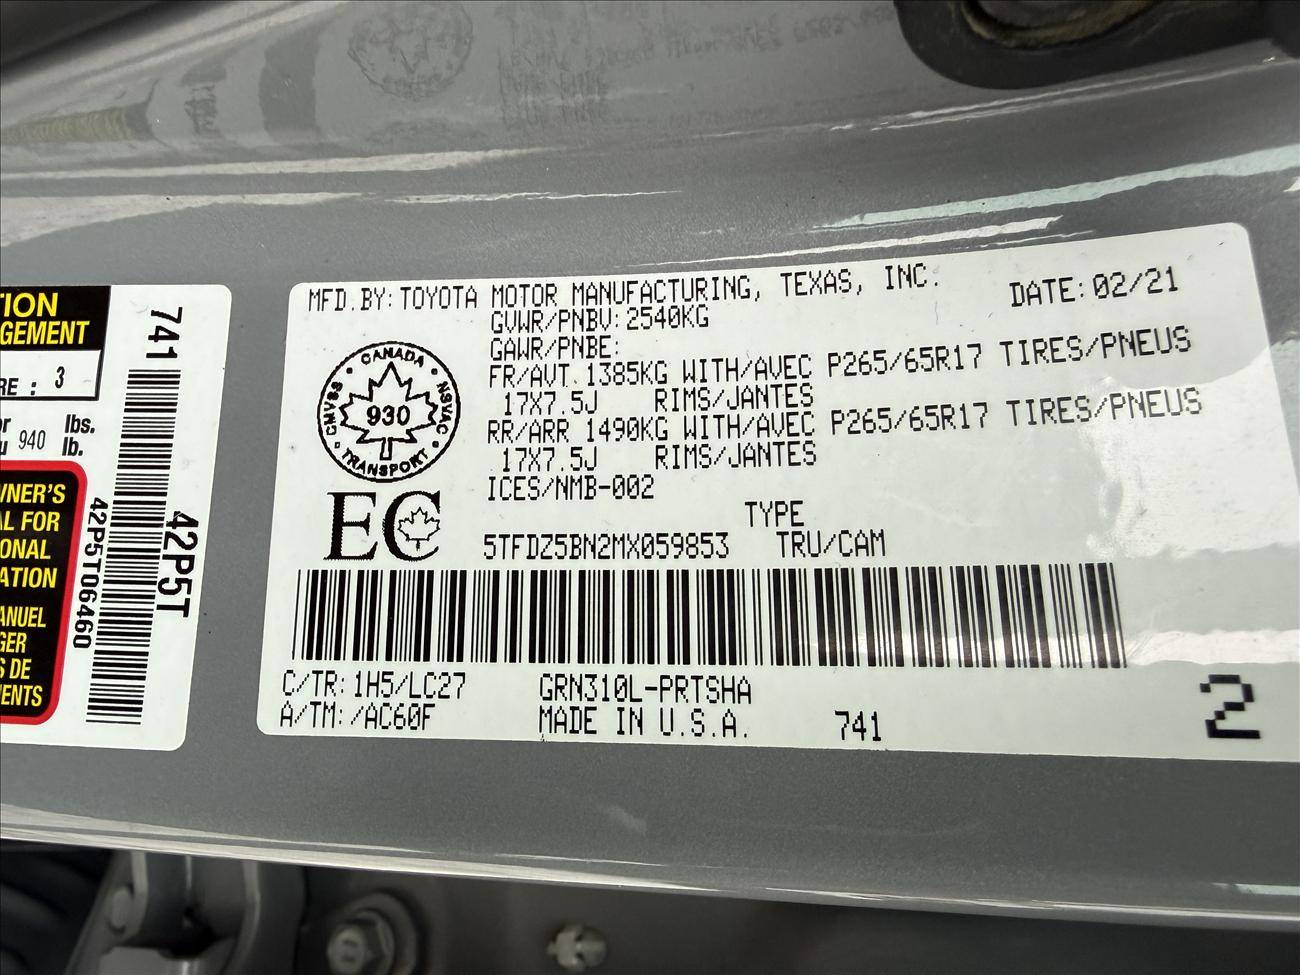 TION
GEMENT
RE : 3
or lbs.
u 940 lb.
WNER'S
AL FOR
ONAL
ATION
ANUEL
GER
S DE
MENTS
741
42P5T
42P5T06460
MFD.BY:TOYOTA MOTOR MANUFACTURING, TEXAS, INC. DATE:02/21
GVWR/PNBV:2540KG
GAWR/PNBE:
FR/AVT 1385KG WITH/AVEC P265/65R17 TIRES/PNEUS
17X7.5J RIMS/JANTES
RR/ARR 1490KG WITH/AVEC P265/65R17 TIRES/PNEUS
17X7.5J RIMS/JANTES
ICES/NMB-002
CANADA
CMVSS 930 NSVAC
TRANSPORT
EC
TYPE
5TFDZ5BN2MX059853 TRU/CAM
C/TR:1H5/LC27 GRN310L-PRTSHA
A/TM:/AC60F MADE IN U.S.A. 741
2